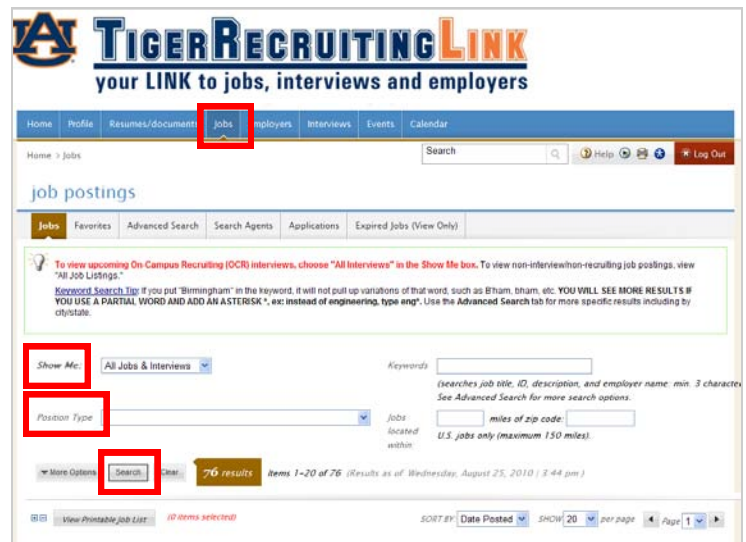 AU TIGERRECRUITINGLINK
your LINK to jobs, interviews and employers
Home Profile Resumes/documents Jobs Employers Interviews Events Calendar
Home > Jobs Search Help Log Out
job postings
Jobs Favorites Advanced Search Search Agents Applications Expired Jobs (View Only)
To view upcoming On-Campus Recruiting (OCR) interviews, choose "All Interviews" in the Show Me box. To view non-interview/non-recruiting job postings, view
"All Job Listings."
Keyword Search Tip: If you put "Birmingham" in the keyword, it will not pull up variations of that word, such as B'ham, bham, etc. YOU WILL SEE MORE RESULTS IF
YOU USE A PARTIAL WORD AND ADD AN ASTERISK *, ex: instead of engineering, type eng*. Use the Advanced Search tab for more specific results including by
city/state.
Show Me: All Jobs & Interviews Keywords
(searches job title, ID, description, and employer name: min. 3 character
See Advanced Search for more search options.
Position Type Jobs miles of zip code:
located U.S. jobs only (maximum 150 miles).
within
More Options Search Clear 76 results Items 1-20 of 76 (Results as of Wednesday, August 25, 2010 | 3:44 pm)
View Printable Job List (0 items selected) SORT BY Date Posted SHOW 20 per page Page 1